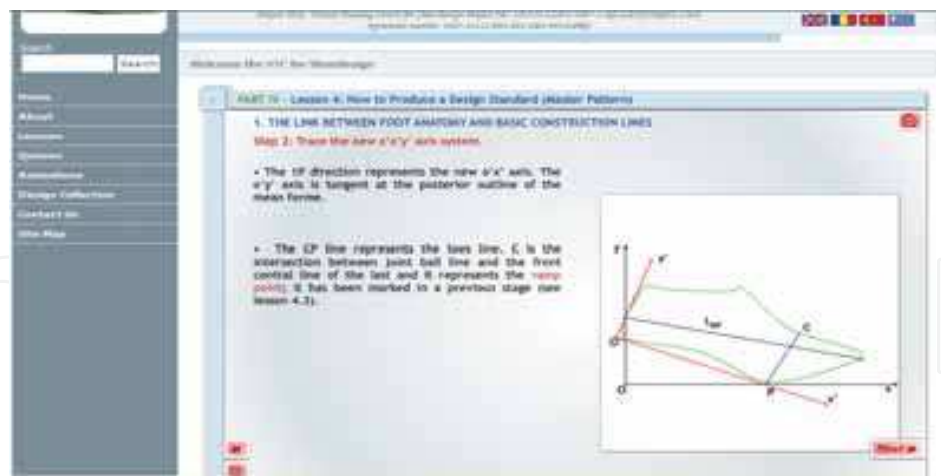 Search
Search
Home
About
Lessons
Quizzes
Animations
Design Collection
Contact Us
Site Map
PART IV - Lesson 4: How to Produce a Design Standard (Master Pattern)
1. THE LINK BETWEEN FOOT ANATOMY AND BASIC CONSTRUCTION LINES
Step 2: Trace the new x'o'y' axis system
• The direction represents the new o'x' axis. The
o'y' axis is tangent at the posterior outline of the
mean forme.
• The CP line represents the toes line. C is the
intersection between joint ball line and the front
central line of the last and it represents the vamp
point; it has been marked in a previous stage (see
lesson 4.3).
y
y'
C
O'
O
P
x
x'
Next